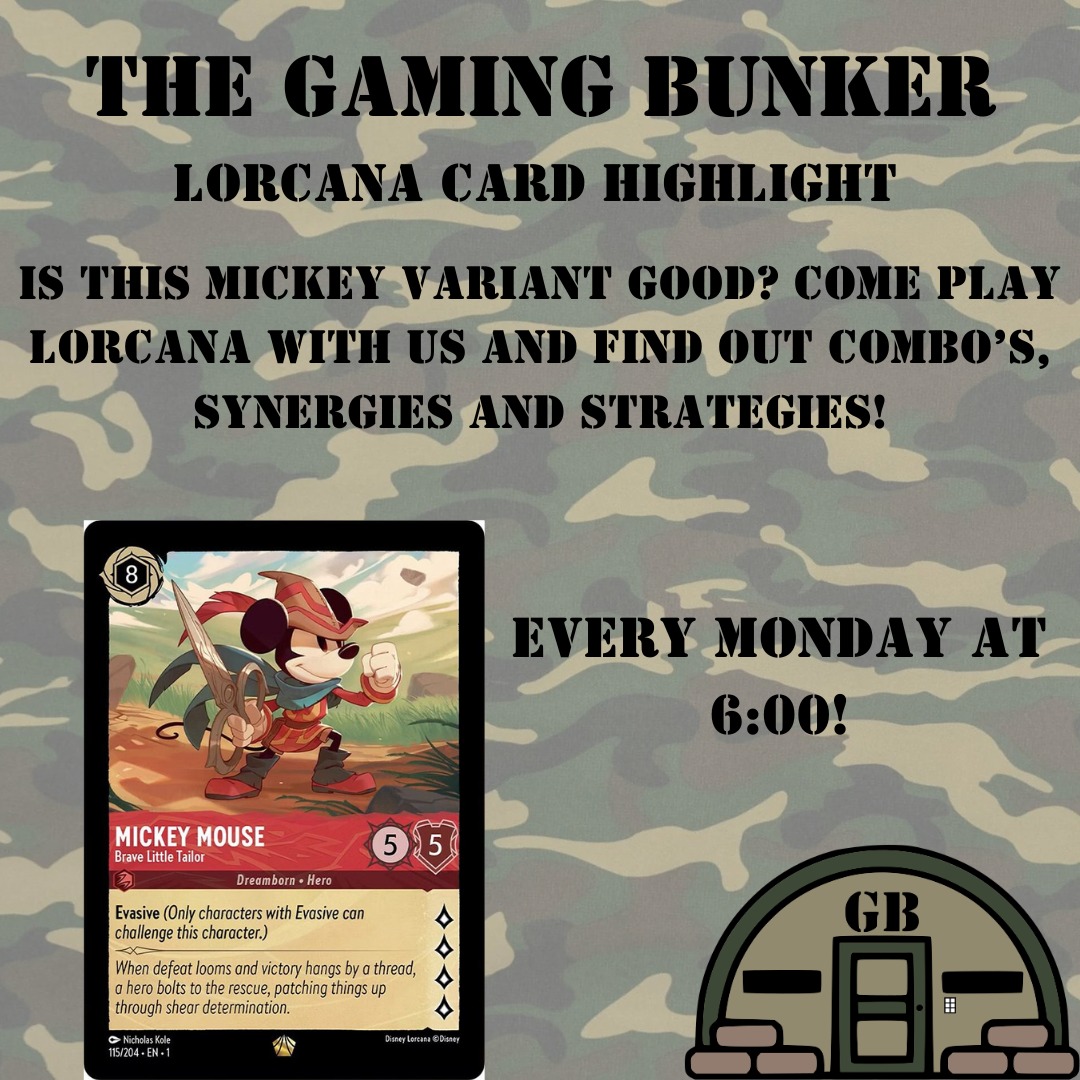 THE GAMING BUNKER
LORCANA CARD HIGHLIGHT
IS THIS MICKEY VARIANT GOOD? COME PLAY
LORCANA WITH US AND FIND OUT COMBO'S,
SYNERGIES AND STRATEGIES!
8
EVERY MONDAY AT
6:00!
MICKEY MOUSE
Brave Little Tailor
5 5
Dreamborn • Hero
Evasive (Only characters with Evasive can
challenge this character.)
When defeat looms and victory hangs by a thread,
a hero bolts to the rescue, patching things up
through shear determination.
Nicholas Kole
115/204 • EN • 1
Disney Lorcana ©Disney
GB